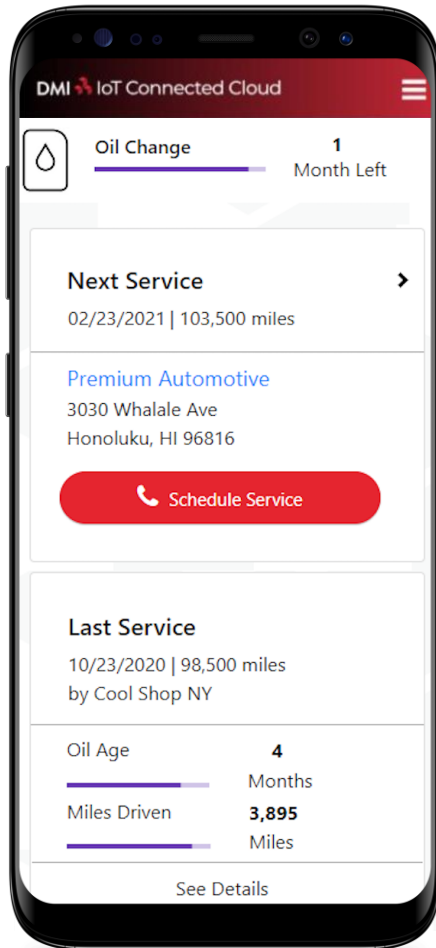 DMI IoT Connected Cloud
Oil Change
1
Month Left
Next Service
02/23/2021 | 103,500 miles
Premium Automotive
3030 Whalale Ave
Honoluku, HI 96816
Schedule Service
Last Service
10/23/2020 | 98,500 miles
by Cool Shop NY
Oil Age
4
Months
Miles Driven
3,895
Miles
See Details